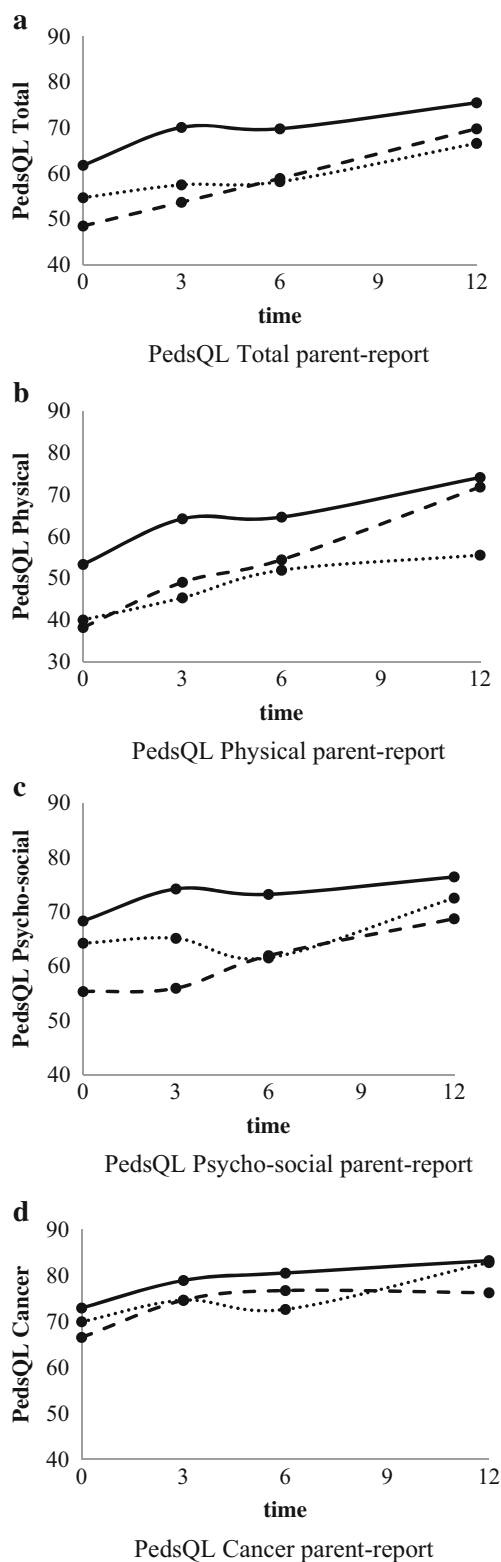 a
90
80
70
60
50
40
PedsQL Total
0 3 6 9 12
time
PedsQL Total parent-report
b
90
80
70
60
50
40
30
PedsQL Physical
0 3 6 9 12
time
PedsQL Physical parent-report
c
90
80
70
60
50
40
PedsQL Psycho-social
0 3 6 9 12
time
PedsQL Psycho-social parent-report
d
90
80
70
60
50
40
PedsQL Cancer
0 3 6 9 12
time
PedsQL Cancer parent-report